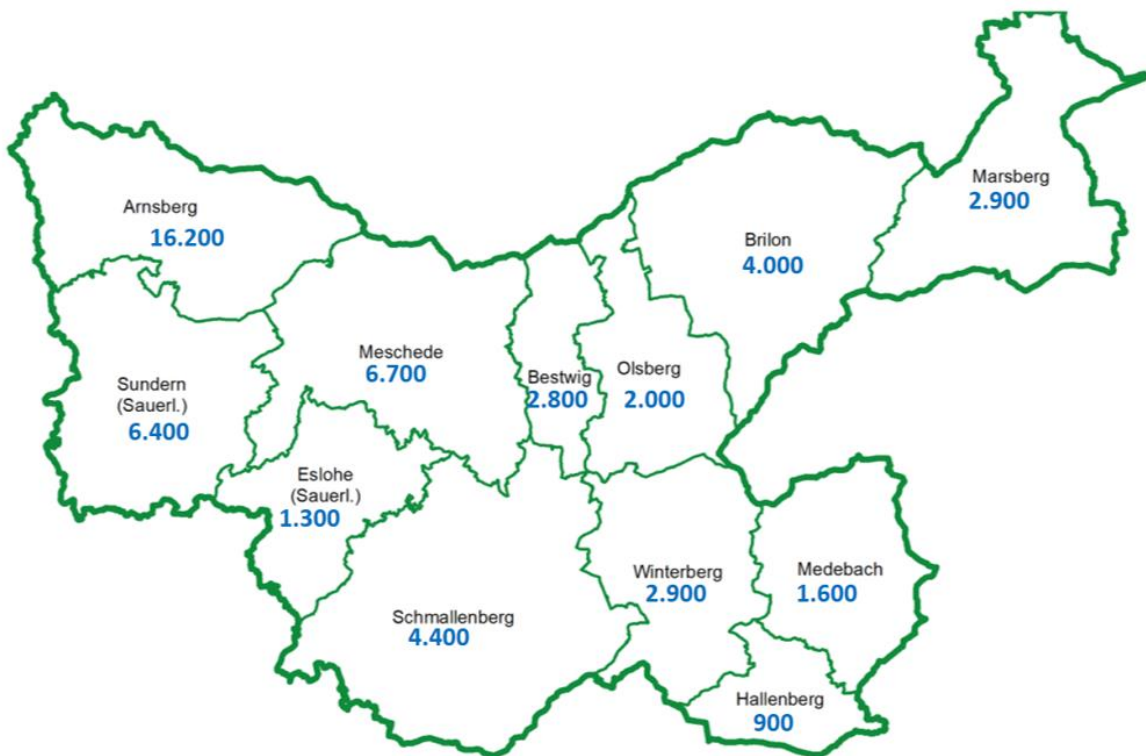 Marsberg
2.900
Arnsberg
16.200
Brilon
4.000
Meschede
6.700
Bestwig
2.800
Olsberg
2.000
Sundern
(Sauerl.)
6.400
Eslohe
(Sauerl.)
1.300
Winterberg
2.900
Medebach
1.600
Schmallenberg
4.400
Hallenberg
900